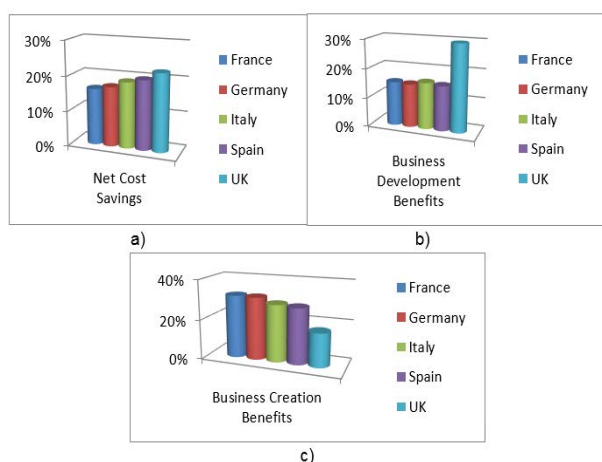 30%
20%
10%
0%
Net Cost
Savings
France
Germany
Italy
Spain
UK
a)
30%
20%
10%
0%
Business
Development
Benefits
France
Germany
Italy
Spain
UK
b)
40%
20%
0%
Business Creation
Benefits
France
Germany
Italy
Spain
UK
c)